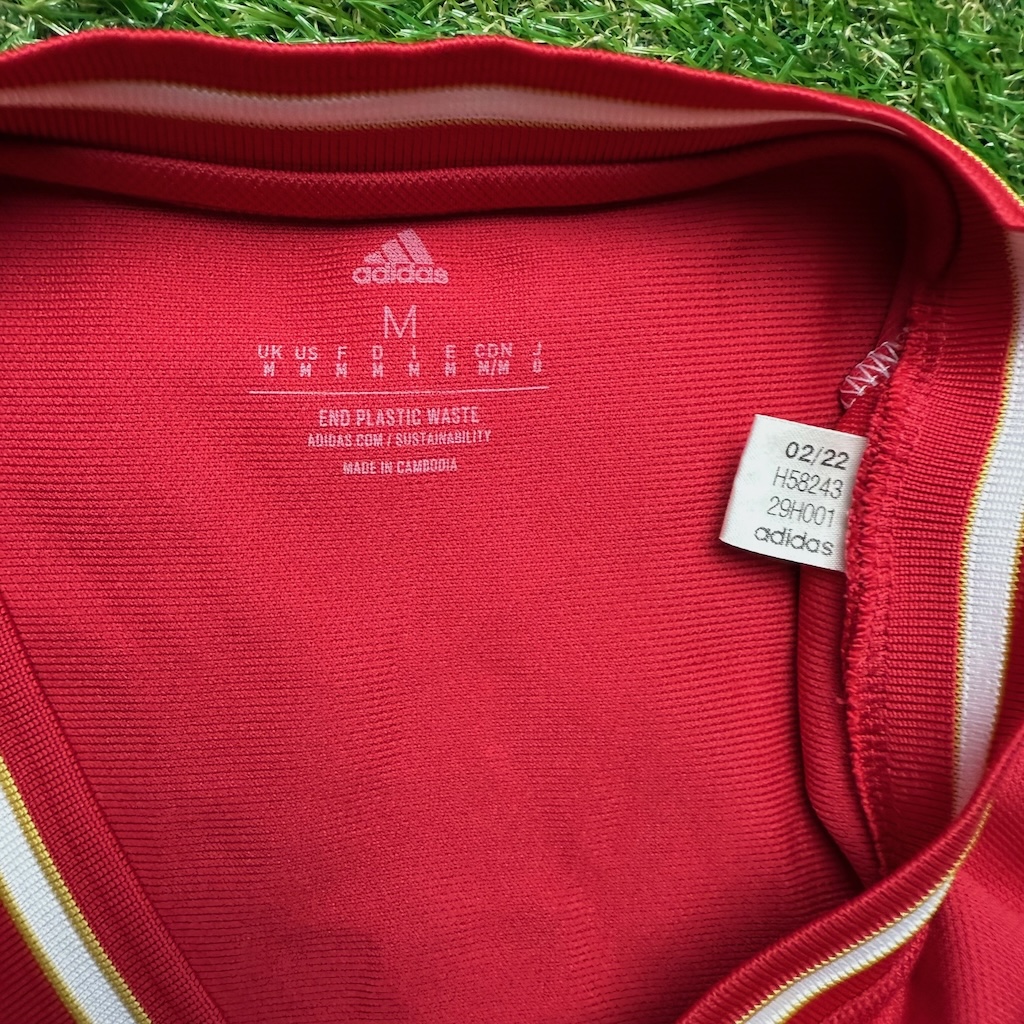 adidas
M
UK US F D I E CDN J
M M M M M M M/M O
END PLASTIC WASTE
ADIDAS.COM / SUSTAINABILITY
MADE IN CAMBODIA
02/22
H58243
29H001
adidas